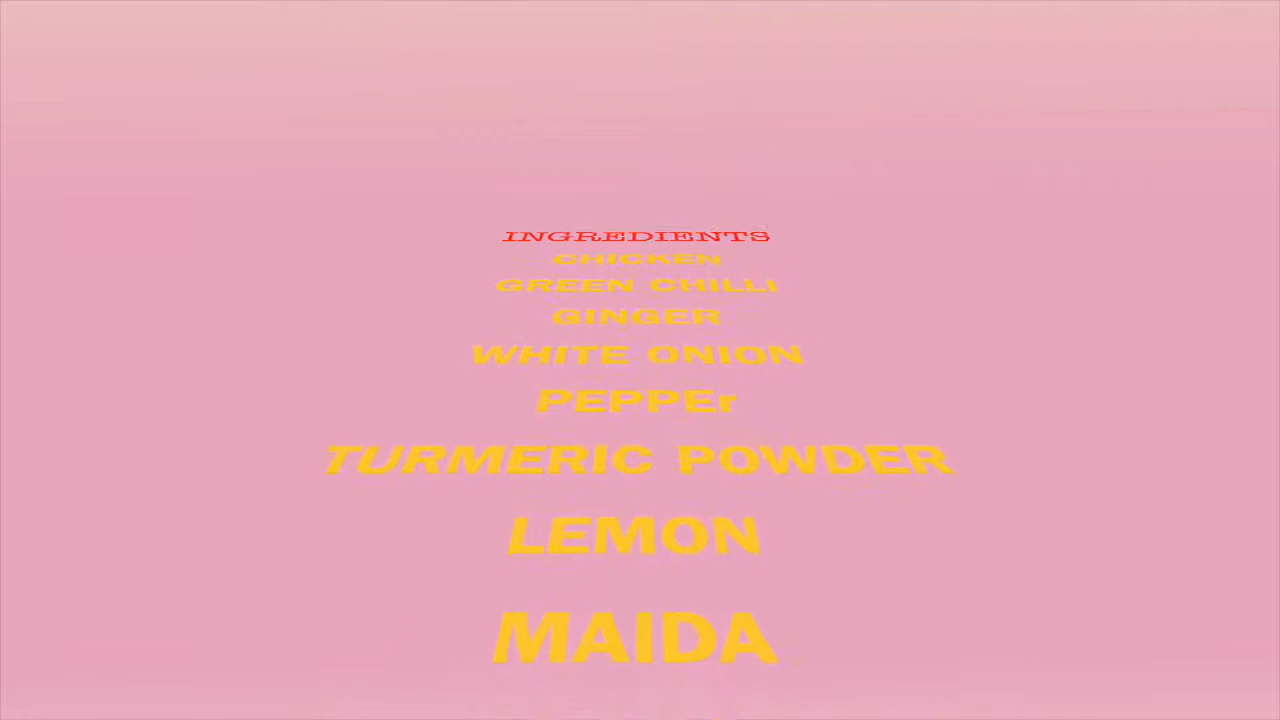 INGREDIENTS
CHICKEN
GREEN CHILLI
GINGER
WHITE ONION
PEPPEr
TURMERIC POWDER
LEMON
MAIDA